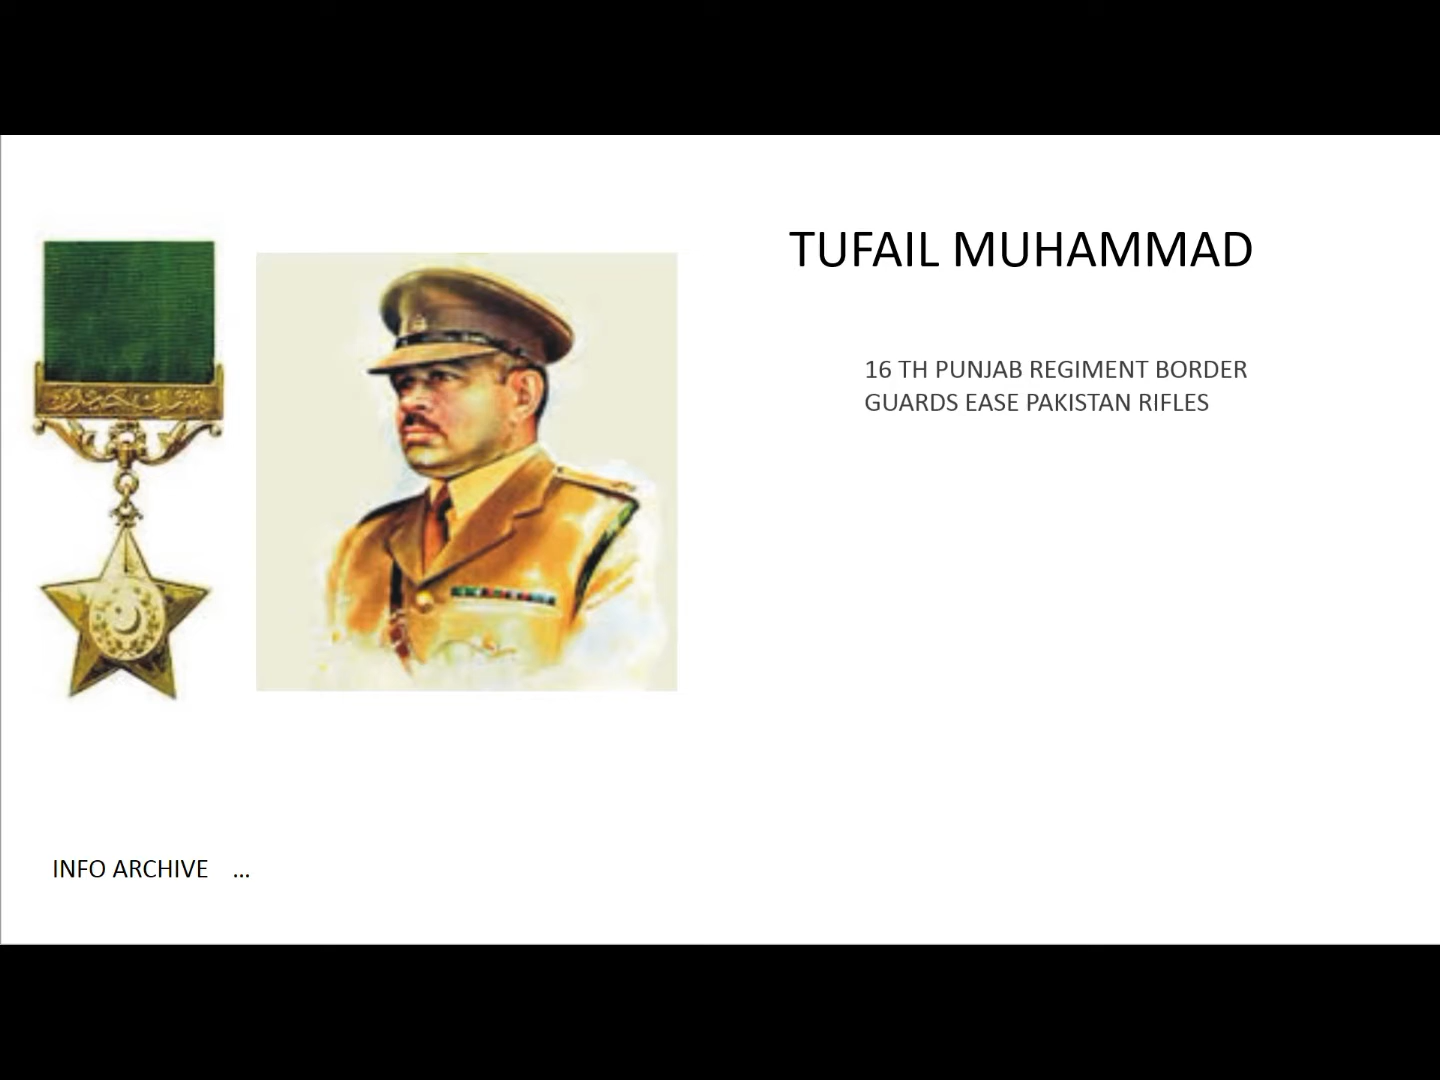 TUFAIL MUHAMMAD
16 TH PUNJAB REGIMENT BORDER
GUARDS EASE PAKISTAN RIFLES
INFO ARCHIVE ...